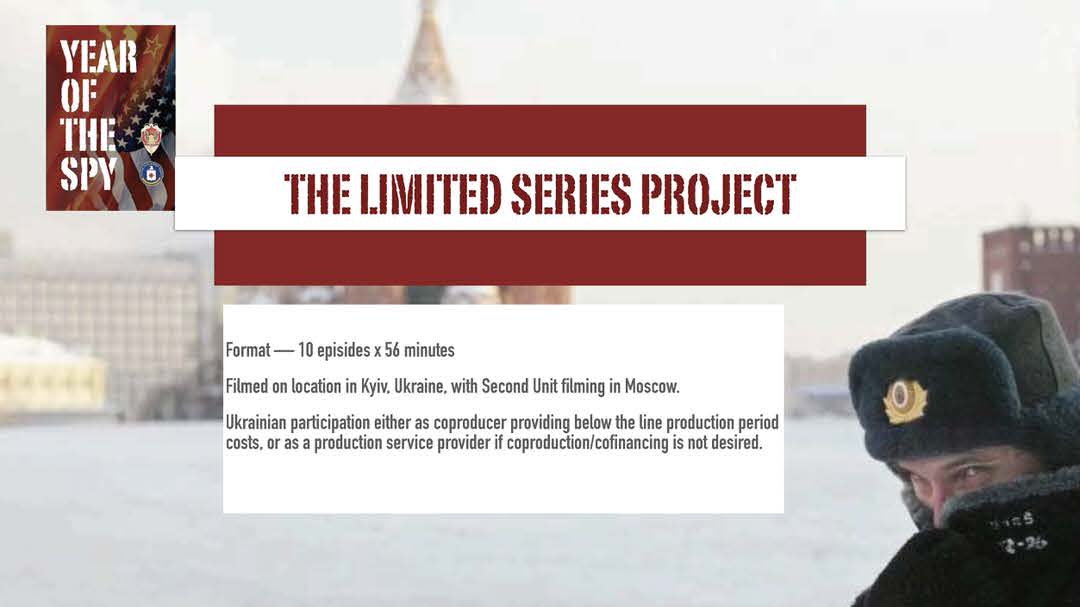 YEAR
OF
THE
SPY
THE LIMITED SERIES PROJECT
Format — 10 episides x 56 minutes
Filmed on location in Kyiv, Ukraine, with Second Unit filming in Moscow.
Ukrainian participation either as coproducer providing below the line production period
costs, or as a production service provider if coproduction/cofinancing is not desired.